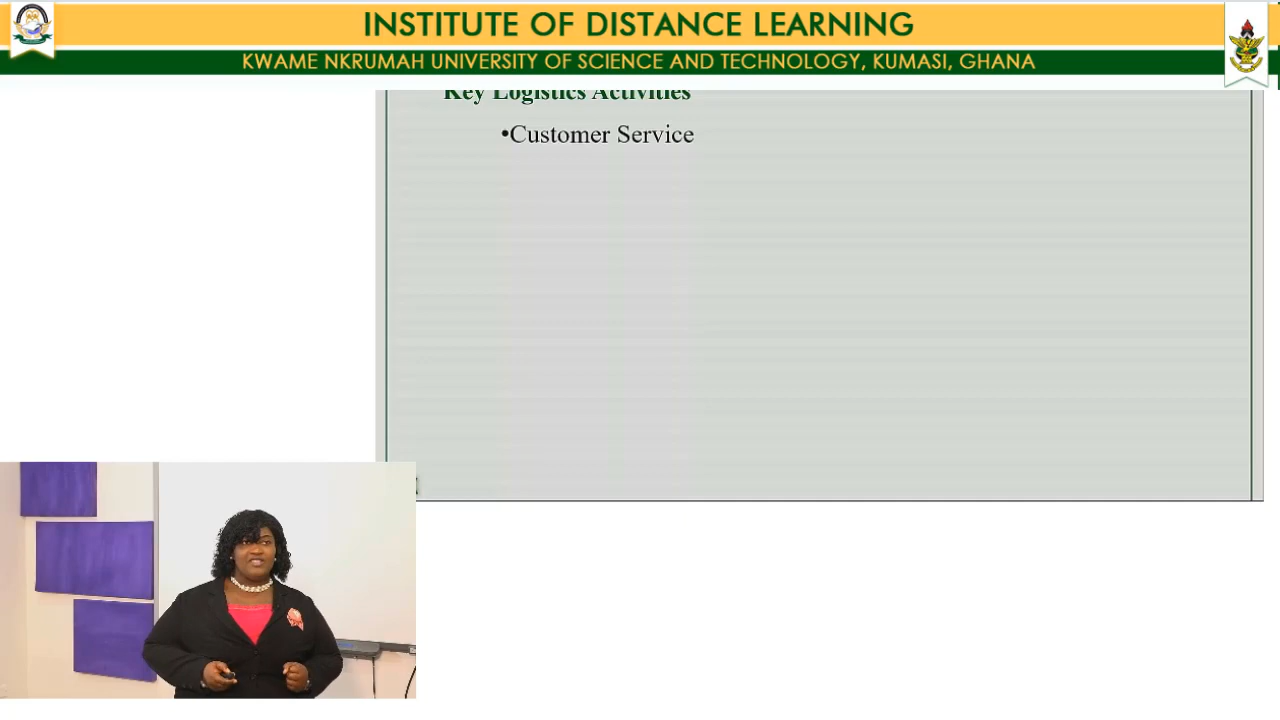 INSTITUTE OF DISTANCE LEARNING
KWAME NKRUMAH UNIVERSITY OF SCIENCE AND TECHNOLOGY, KUMASI, GHANA
Key Logistics Activities
•Customer Service